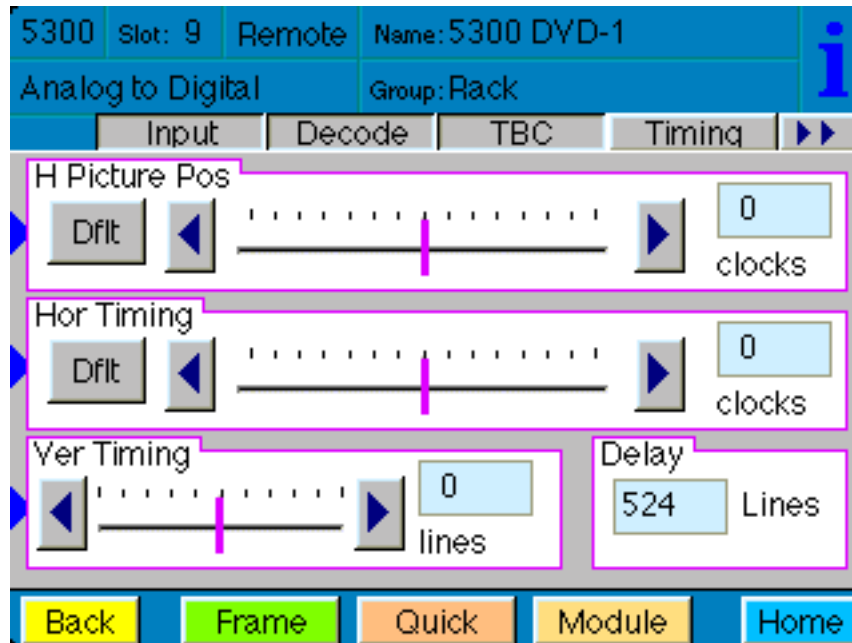 5300 Slot: 9 Remote Name: 5300 DVD-1
Analog to Digital Group: Rack
i
Input Decode TBC Timing
H Picture Pos
Dflt 0
clocks
Hor Timing
Dflt 0
clocks
Ver Timing Delay
0 524 Lines
lines
Back Frame Quick Module Home